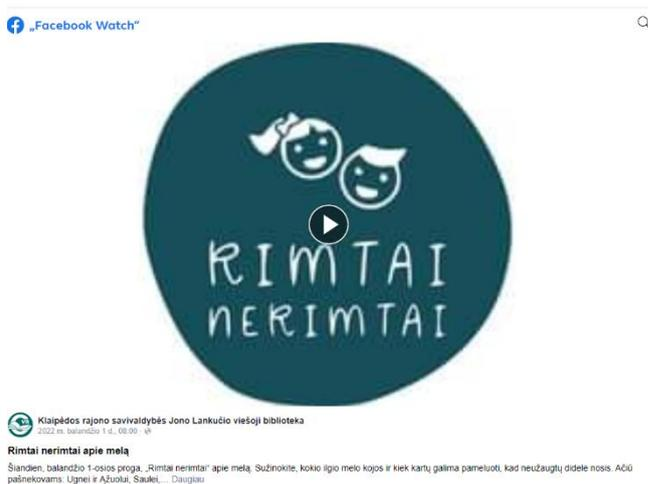 „Facebook Watch“
RIMTAI
NERIMTAI
Klaipėdos rajono savivaldybės Jono Lankučio viešoji biblioteka
2022 m. balandžio 1 d., 08:00 ·
Rimtai nerimtai apie melą
Šiandien, balandžio 1-osios proga, „Rimtai nerimtai“ apie melą. Sužinokite, kokio ilgio melo kojos ir kiek kartų galima pameluoti, kad neužaugtų didelė nosis. Ačiū
pašnekovams: Ugnei ir Ąžuolui, Saulei,... Daugiau